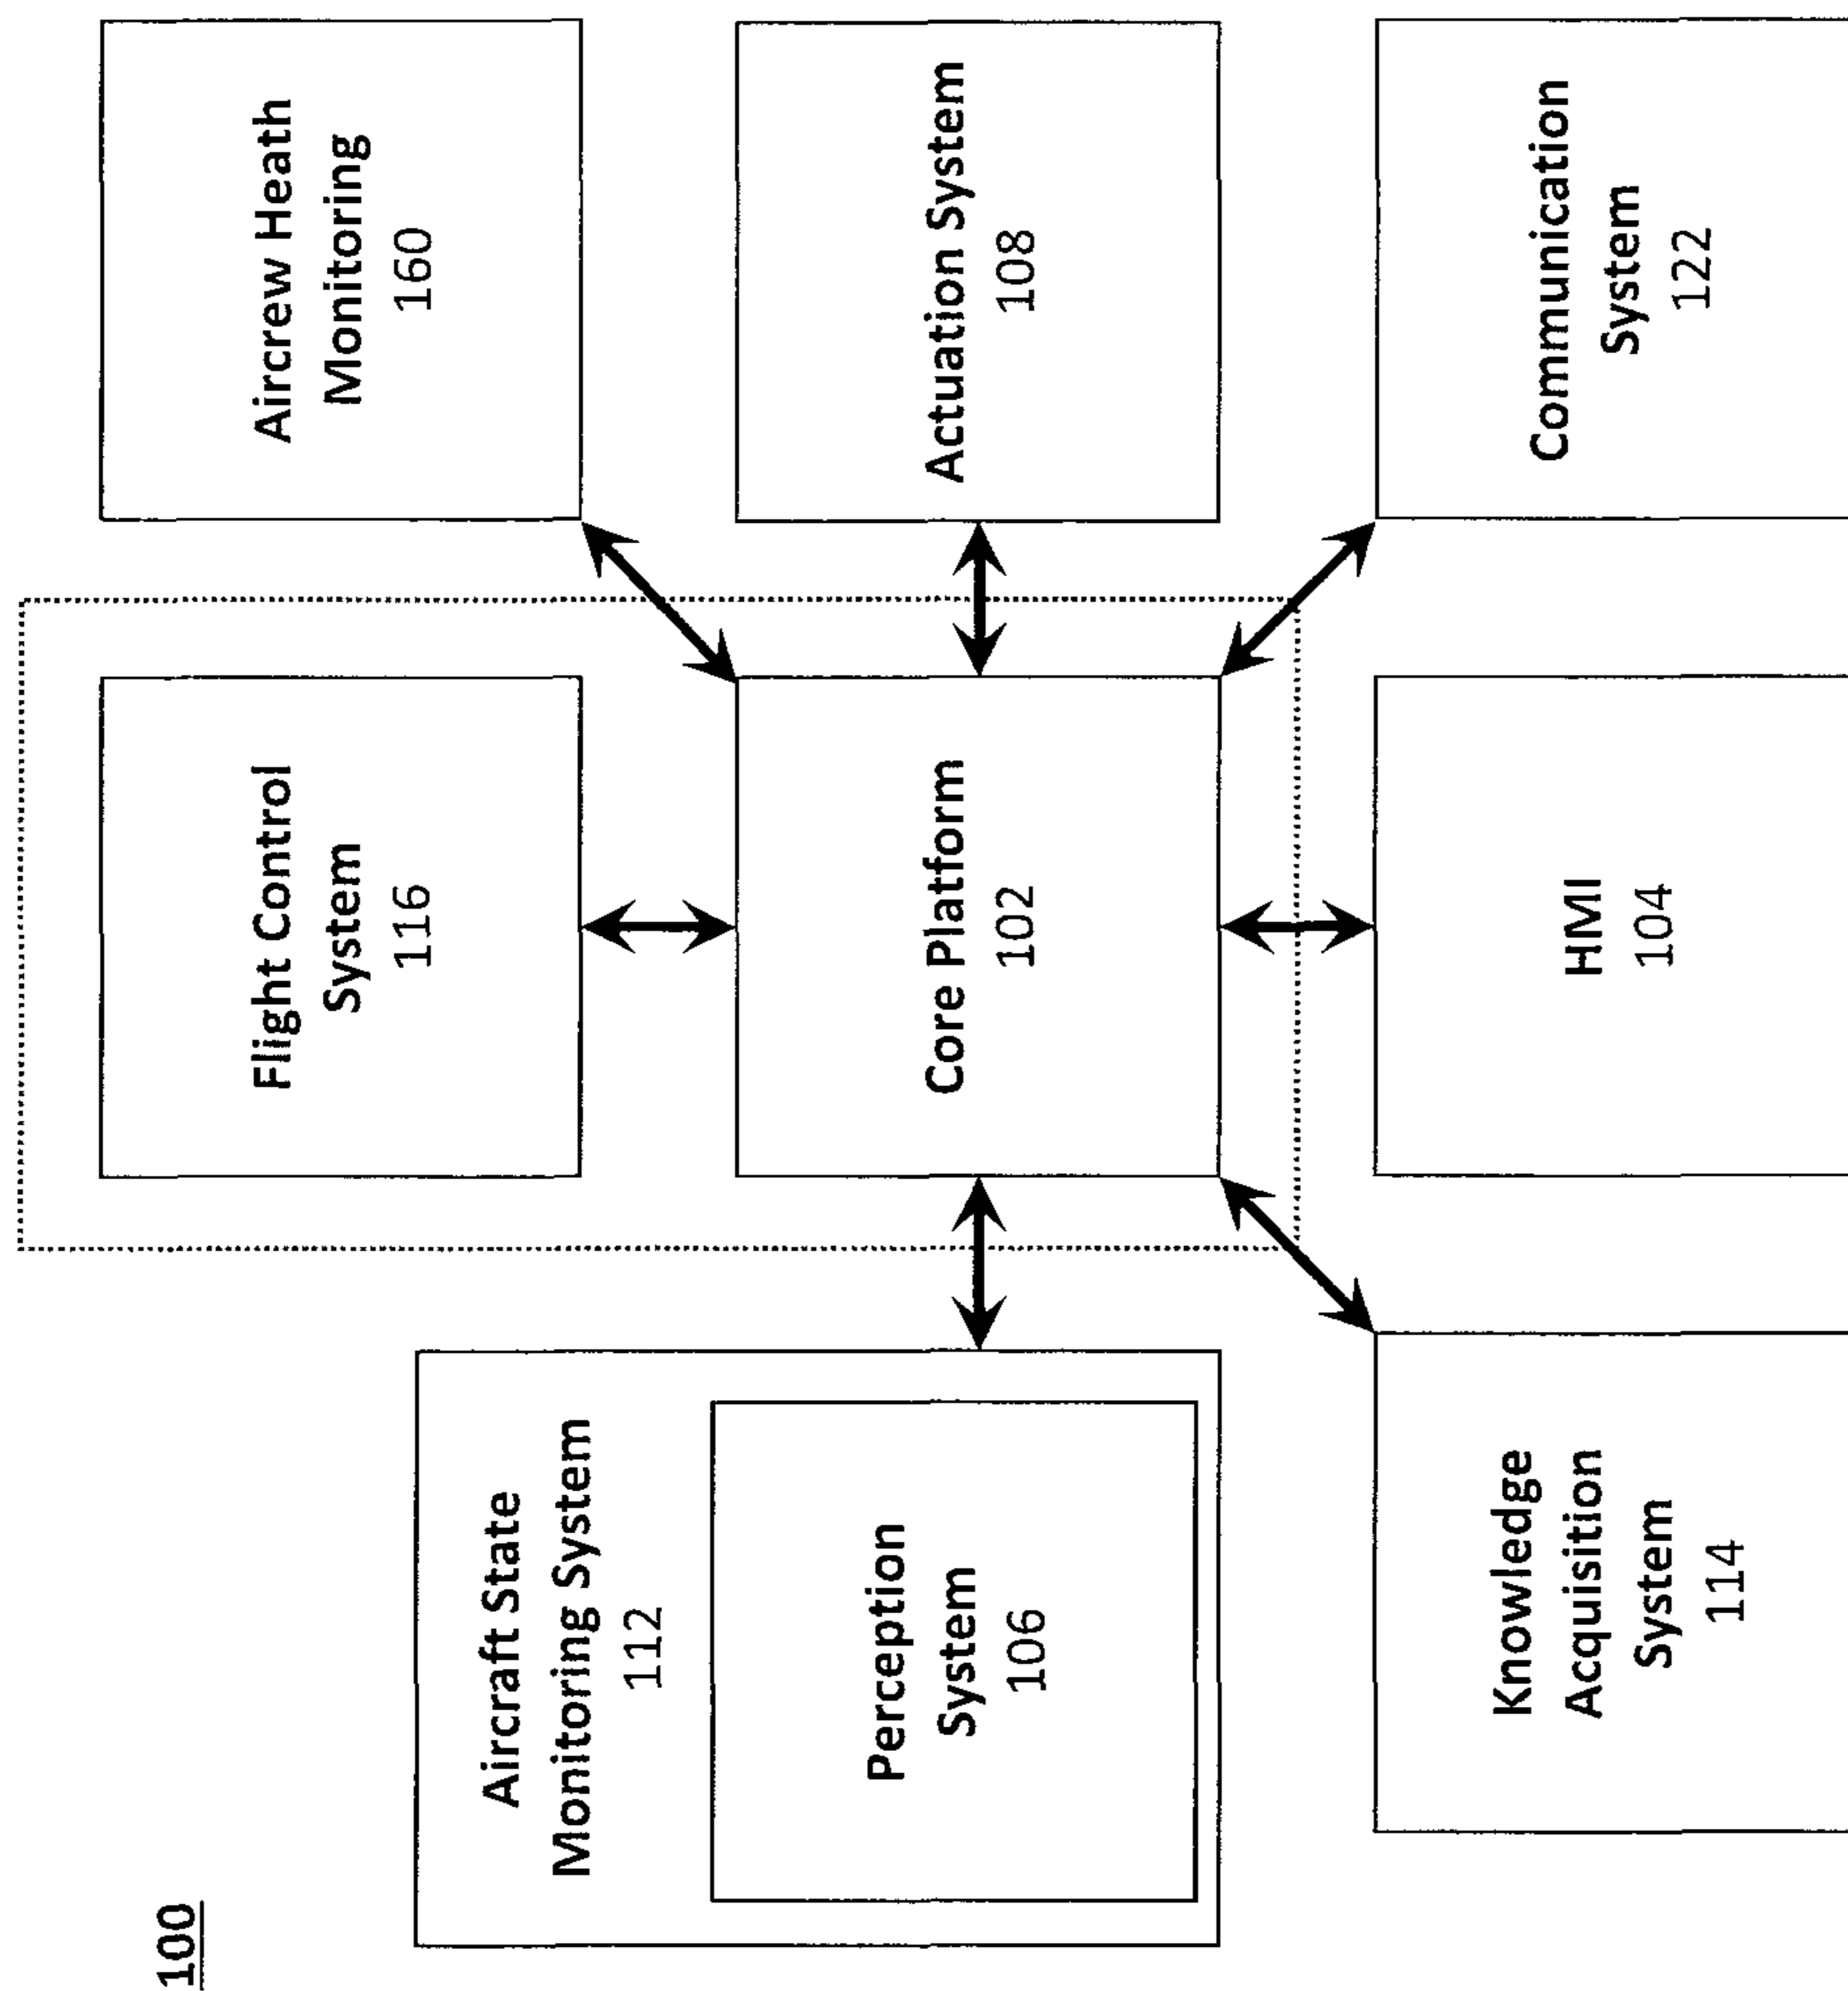 100
Aircraft State
Monitoring System
112
Perception
System
106
Flight Control
System
116
Aircrew Heath
Monitoring
160
Core Platform
102
Actuation System
108
Knowledge
Acquisition
System
114
HMI
104
Communication
System
122